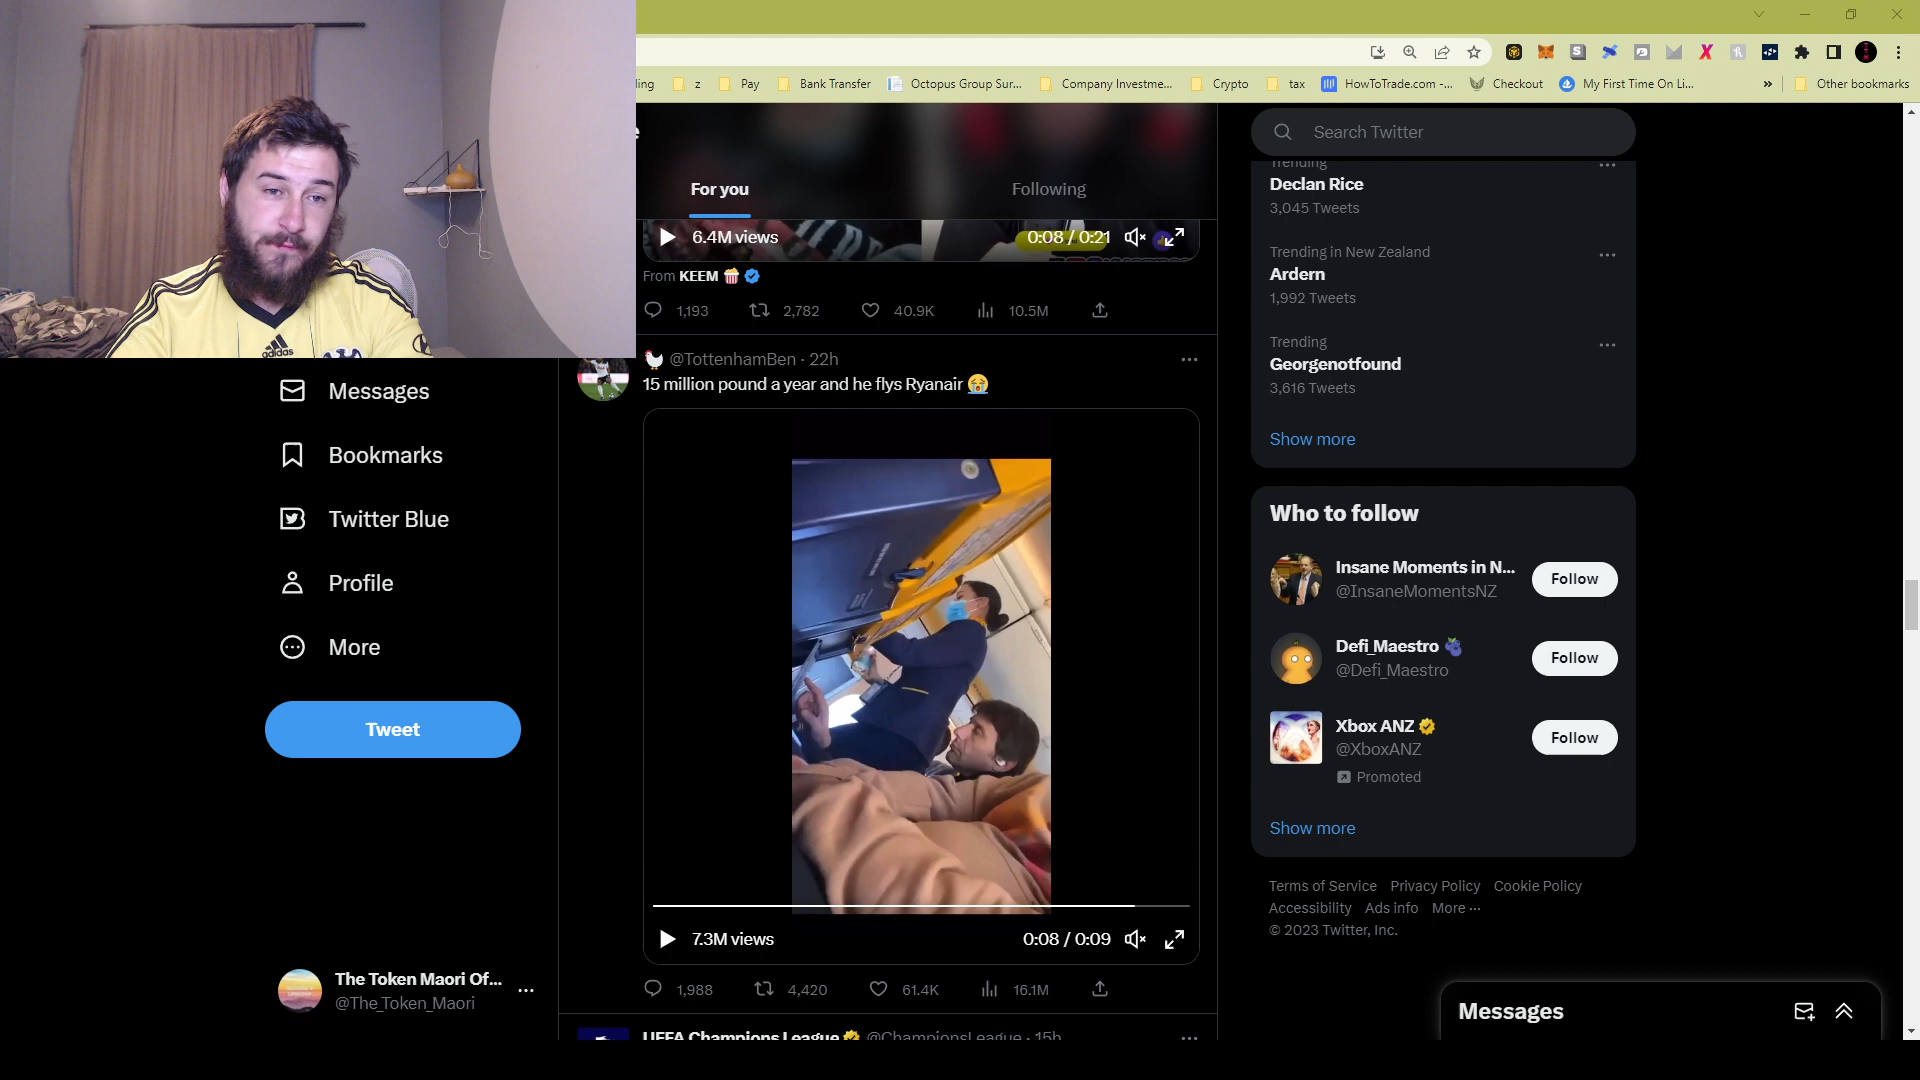 ing
z
Pay
Bank Transfer
Octopus Group Sur...
Company Investme...
Crypto
tax
HowToTrade.com -...
Checkout
My First Time On Li...
Other bookmarks
adidas
Messages
Bookmarks
Twitter Blue
Profile
More
Tweet
The Token Maori Of...
@The_Token_Maori
For you
Following
6.4M views
0:08 / 0:21
From KEEM 🍿
1,193
2,782
40.9K
10.5M
🐓 @TottenhamBen · 22h
15 million pound a year and he flys Ryanair 😭
7.3M views
0:08 / 0:09
1,988
4,420
61.4K
16.1M
UEFA Champions League @ChampionsLeague · 15h
Search Twitter
Trending
Declan Rice
3,045 Tweets
Trending in New Zealand
Ardern
1,992 Tweets
Trending
Georgenotfound
3,616 Tweets
Show more
Who to follow
Insane Moments in N...
@InsaneMomentsNZ
Follow
Defi_Maestro 🫐
@Defi_Maestro
Follow
Xbox ANZ
@XboxANZ
Promoted
Follow
Show more
Terms of Service Privacy Policy Cookie Policy
Accessibility Ads info More ···
© 2023 Twitter, Inc.
Messages